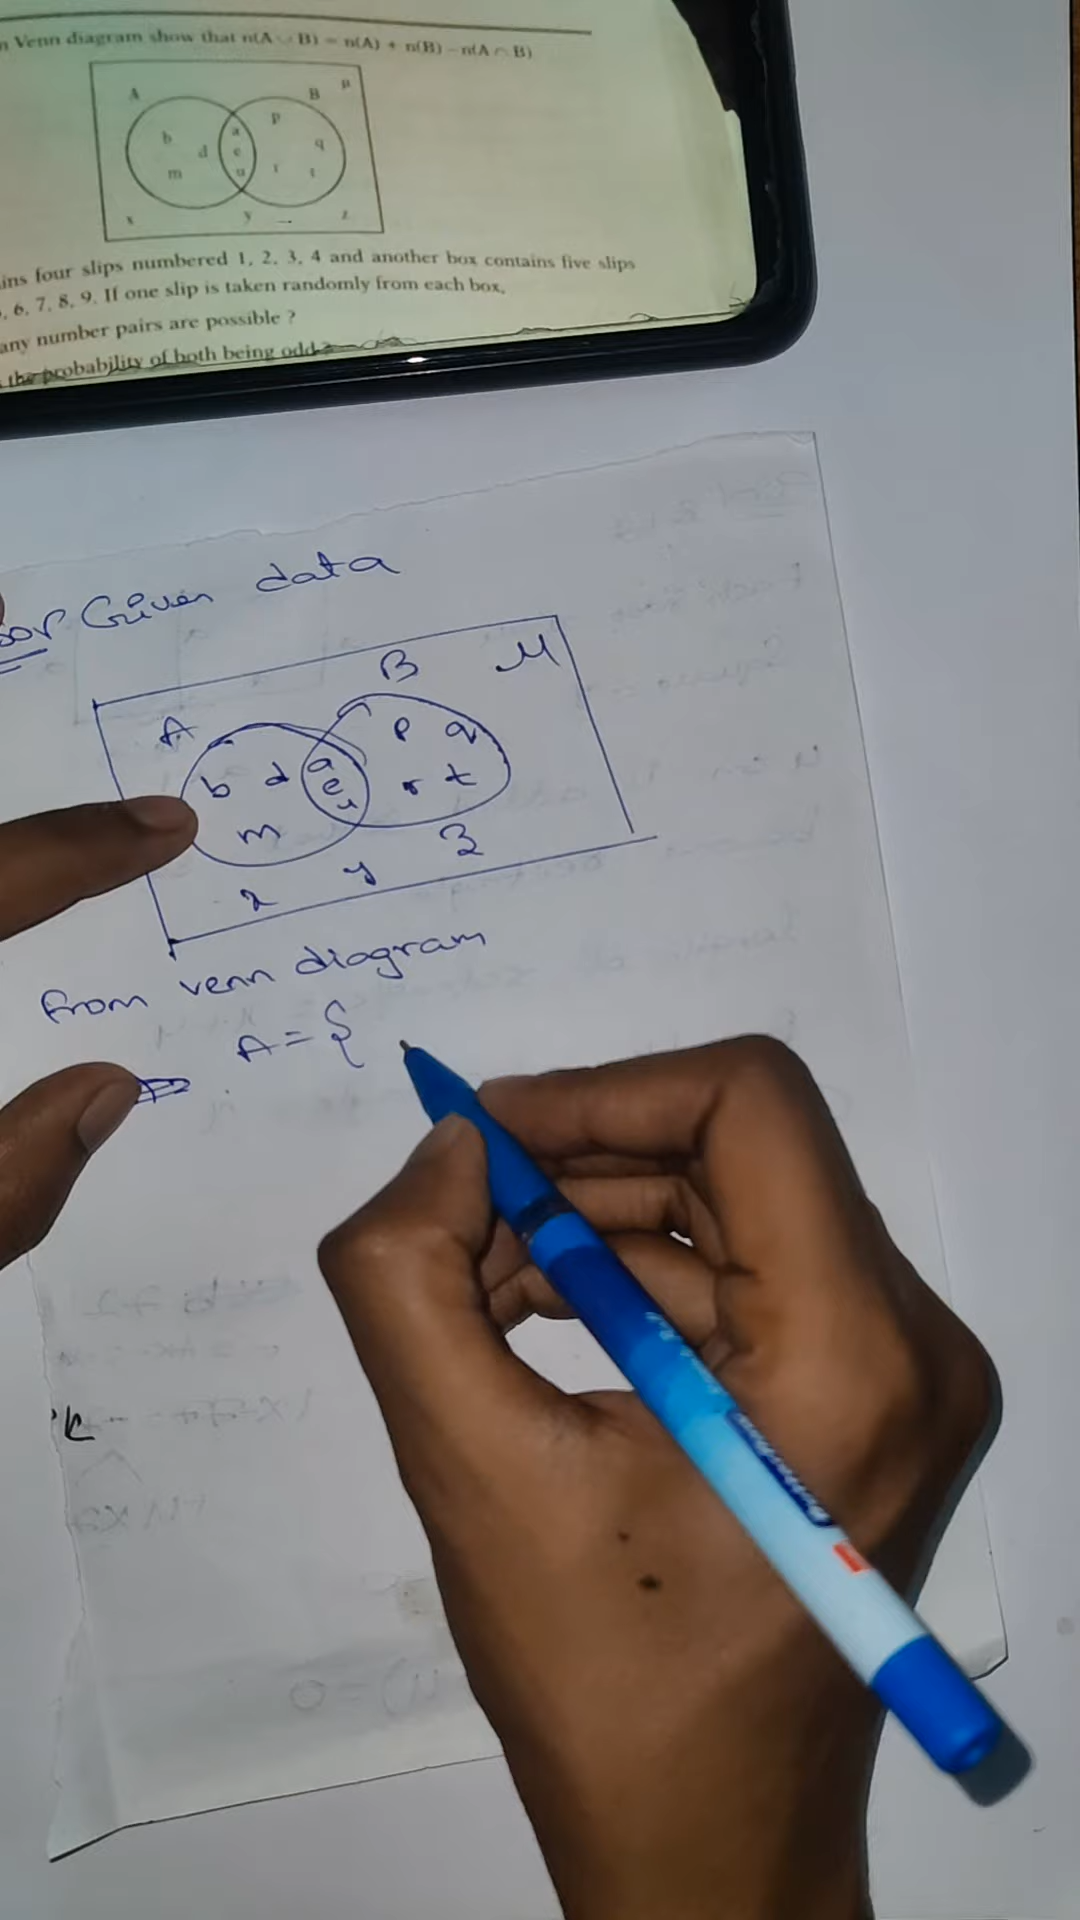 Venn diagram show that n(A ∪ B) = n(A) + n(B) − n(A ∩ B)
A B μ
b d m a e u p q r t
x y z
ins four slips numbered 1, 2, 3, 4 and another box contains five slips
, 6, 7, 8, 9. If one slip is taken randomly from each box,
any number pairs are possible ?
the probability of both being odd
Given data
A B μ
b d a e u p q
m r t
x y z
from venn diagram
A = {
k